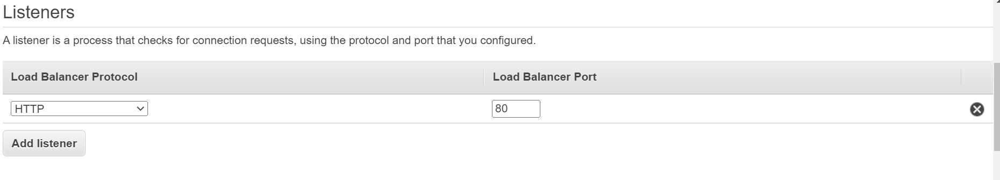 Listeners
A listener is a process that checks for connection requests, using the protocol and port that you configured.
Load Balancer Protocol Load Balancer Port
HTTP 80
Add listener